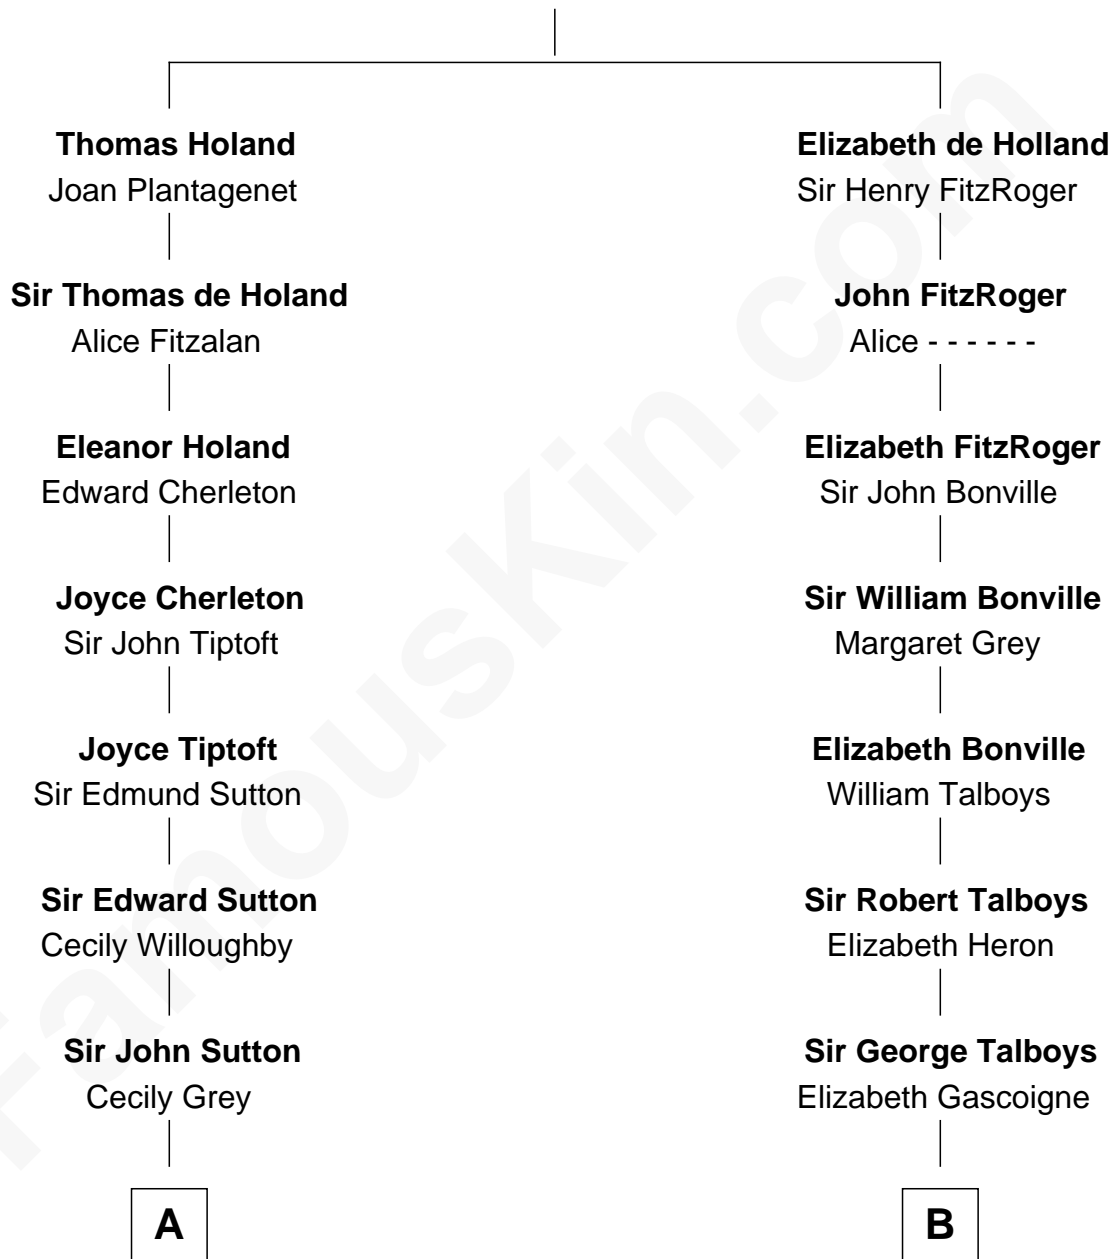 Thomas Holand
Joan Plantagenet
Sir Thomas de Holand
Alice Fitzalan
Eleanor Holand
Edward Cherleton
Joyce Cherleton
Sir John Tiptoft
Joyce Tiptoft
Sir Edmund Sutton
Sir Edward Sutton
Cecily Willoughby
Sir John Sutton
Cecily Grey
A
Elizabeth de Holland
Sir Henry FitzRoger
John FitzRoger
Alice - - - - - -
Elizabeth FitzRoger
Sir John Bonville
Sir William Bonville
Margaret Grey
Elizabeth Bonville
William Talboys
Sir Robert Talboys
Elizabeth Heron
Sir George Talboys
Elizabeth Gascoigne
B
FamousKin.com